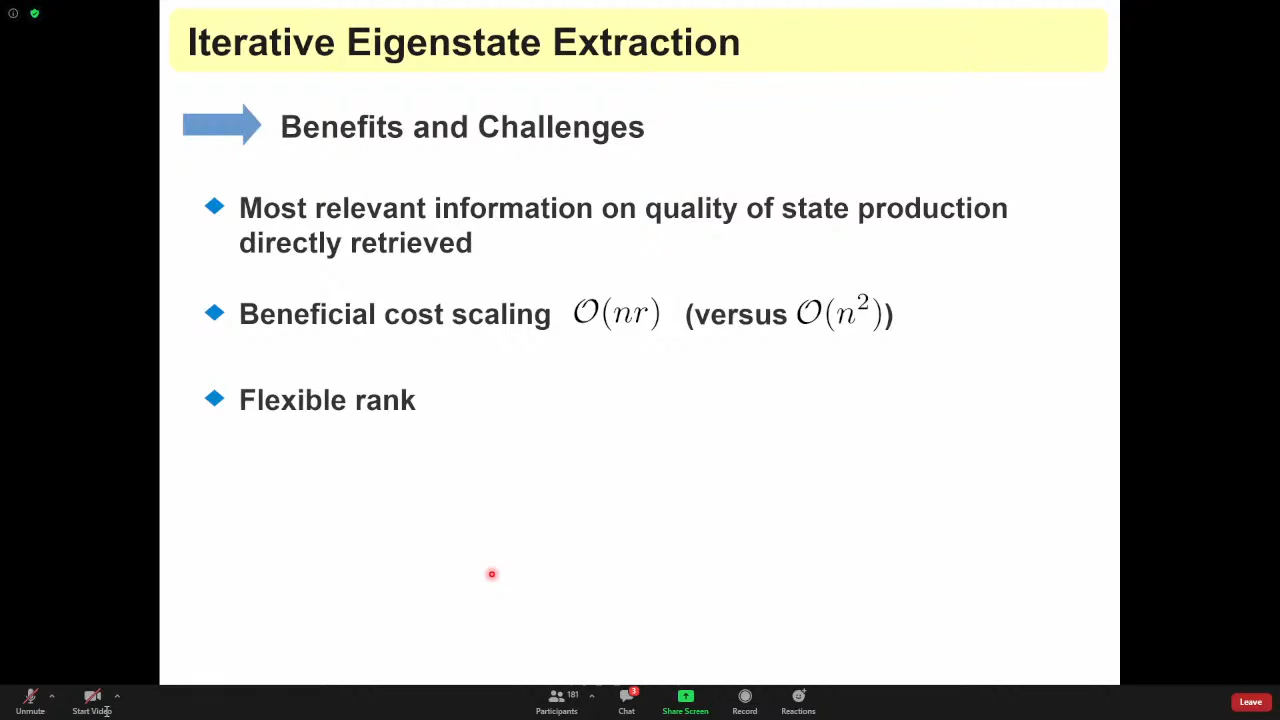 Iterative Eigenstate Extraction
Benefits and Challenges
Most relevant information on quality of state production
directly retrieved
Beneficial cost scaling 𝒪(nr) (versus 𝒪(n²))
Flexible rank
Unmute
Start Video
Participants
181
Chat
3
Share Screen
Record
Reactions
Leave